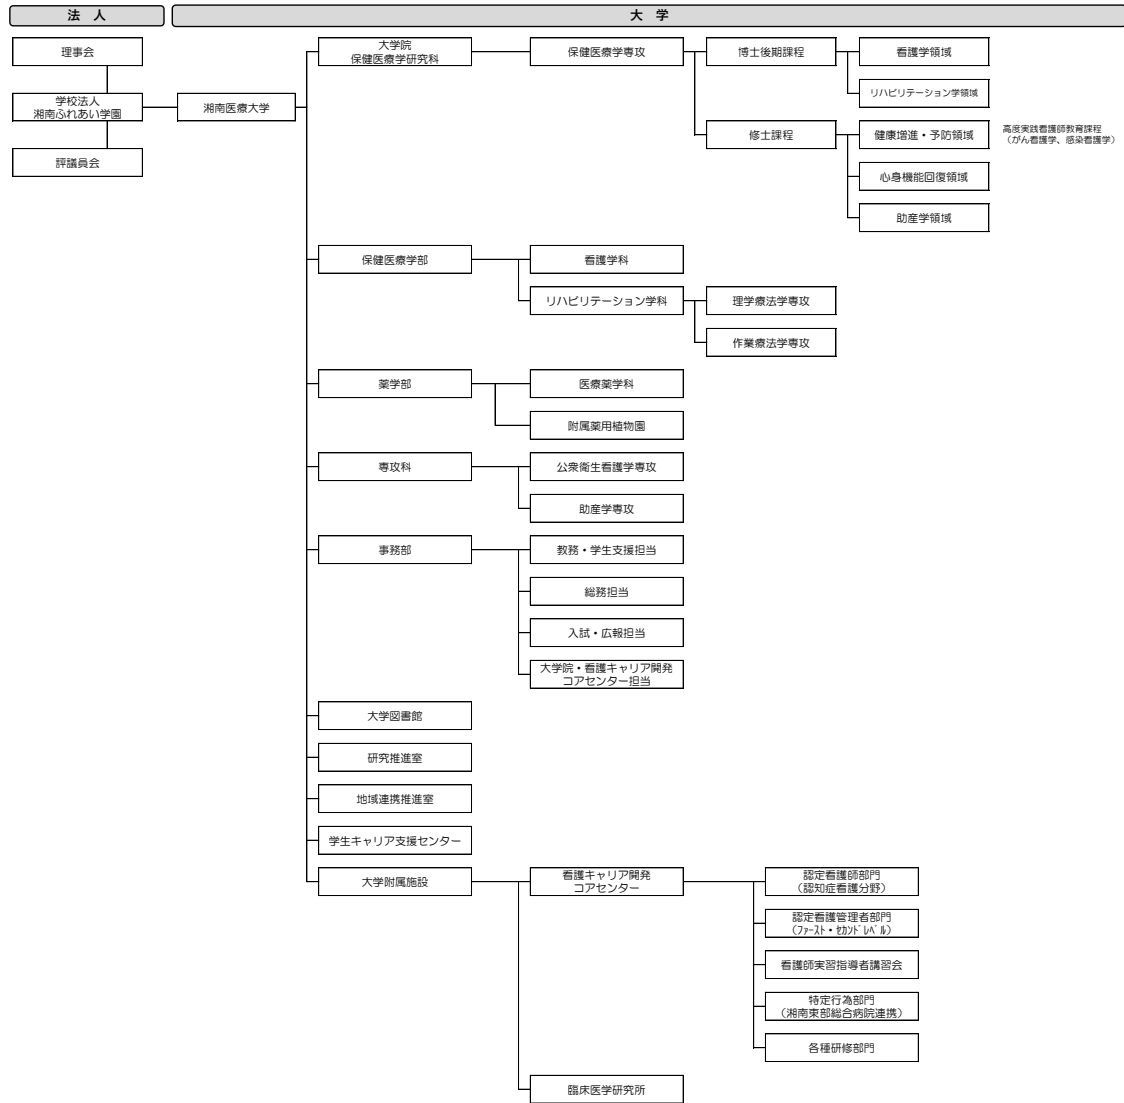 法　人
大　学
理事会
学校法人
湘南ふれあい学園
評議員会
湘南医療大学
大学院
保健医療学研究科
保健医療学専攻
博士後期課程
看護学領域
リハビリテーション学領域
修士課程
健康増進・予防領域
高度実践看護師教育課程
（がん看護学、感染看護学）
心身機能回復領域
助産学領域
保健医療学部
看護学科
リハビリテーション学科
理学療法学専攻
作業療法学専攻
薬学部
医療薬学科
附属薬用植物園
専攻科
公衆衛生看護学専攻
助産学専攻
事務部
教務・学生支援担当
総務担当
入試・広報担当
大学院・看護キャリア開発
コアセンター担当
大学図書館
研究推進室
地域連携推進室
学生キャリア支援センター
大学附属施設
看護キャリア開発
コアセンター
認定看護師部門
（認知症看護分野）
認定看護管理者部門
（ﾌｧｰｽﾄ・ｾｶﾝﾄﾞﾚﾍﾞﾙ）
看護師実習指導者講習会
特定行為部門
（湘南東部総合病院連携）
各種研修部門
臨床医学研究所